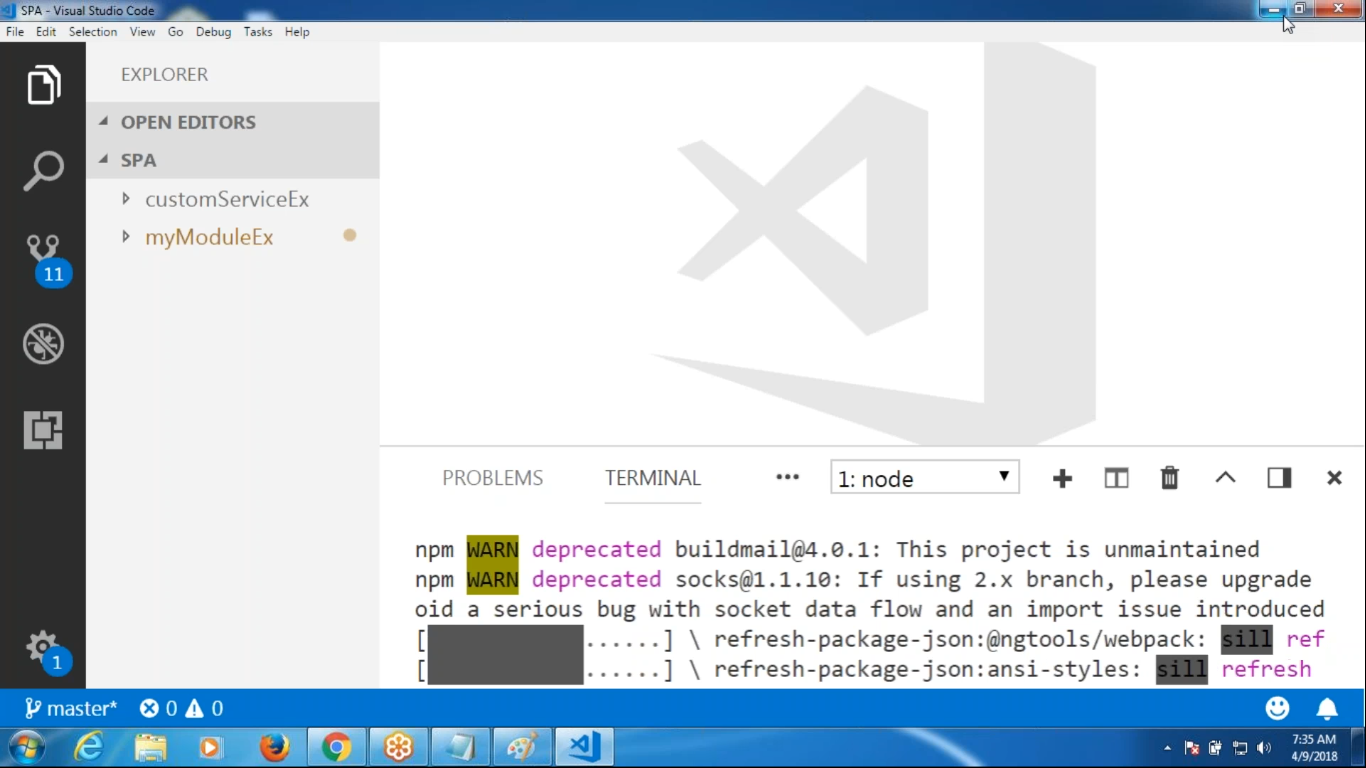 SPA - Visual Studio Code
File Edit Selection View Go Debug Tasks Help
EXPLORER
OPEN EDITORS
SPA
customServiceEx
myModuleEx
11
1
PROBLEMS TERMINAL ••• 1: node
npm WARN deprecated buildmail@4.0.1: This project is unmaintained
npm WARN deprecated socks@1.1.10: If using 2.x branch, please upgrade
oid a serious bug with socket data flow and an import issue introduced
[ ......] \ refresh-package-json:@ngtools/webpack: sill ref
[ ......] \ refresh-package-json:ansi-styles: sill refresh
master* 0 0
7:35 AM
4/9/2018